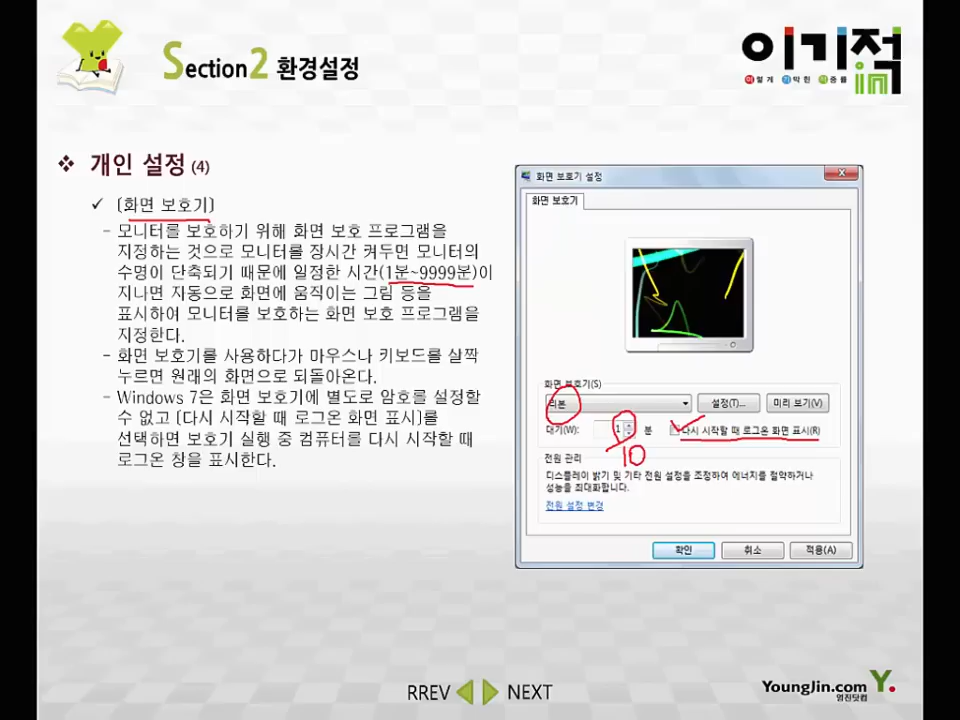 Section2 환경설정
이기적in
이렇게 기막힌 적중률
❖ 개인 설정 (4)
✓ [화면 보호기]
- 모니터를 보호하기 위해 화면 보호 프로그램을
지정하는 것으로 모니터를 장시간 켜두면 모니터의
수명이 단축되기 때문에 일정한 시간(1분~9999분)이
지나면 자동으로 화면에 움직이는 그림 등을
표시하여 모니터를 보호하는 화면 보호 프로그램을
지정한다.
- 화면 보호기를 사용하다가 마우스나 키보드를 살짝
누르면 원래의 화면으로 되돌아온다.
- Windows 7은 화면 보호기에 별도로 암호를 설정할
수 없고 [다시 시작할 때 로그온 화면 표시]를
선택하면 보호기 실행 중 컴퓨터를 다시 시작할 때
로그온 창을 표시한다.
화면 보호기 설정
화면 보호기
화면 보호기(S)
리본 설정(T)... 미리 보기(V)
대기(W): 1 분 다시 시작할 때 로그온 화면 표시(R)
10
전원 관리
디스플레이 밝기 및 기타 전원 설정을 조정하여 에너지를 절약하거나
성능을 최대화합니다.
전원 설정 변경
확인 취소 적용(A)
RREV NEXT
YoungJin.com Y.
영진닷컴